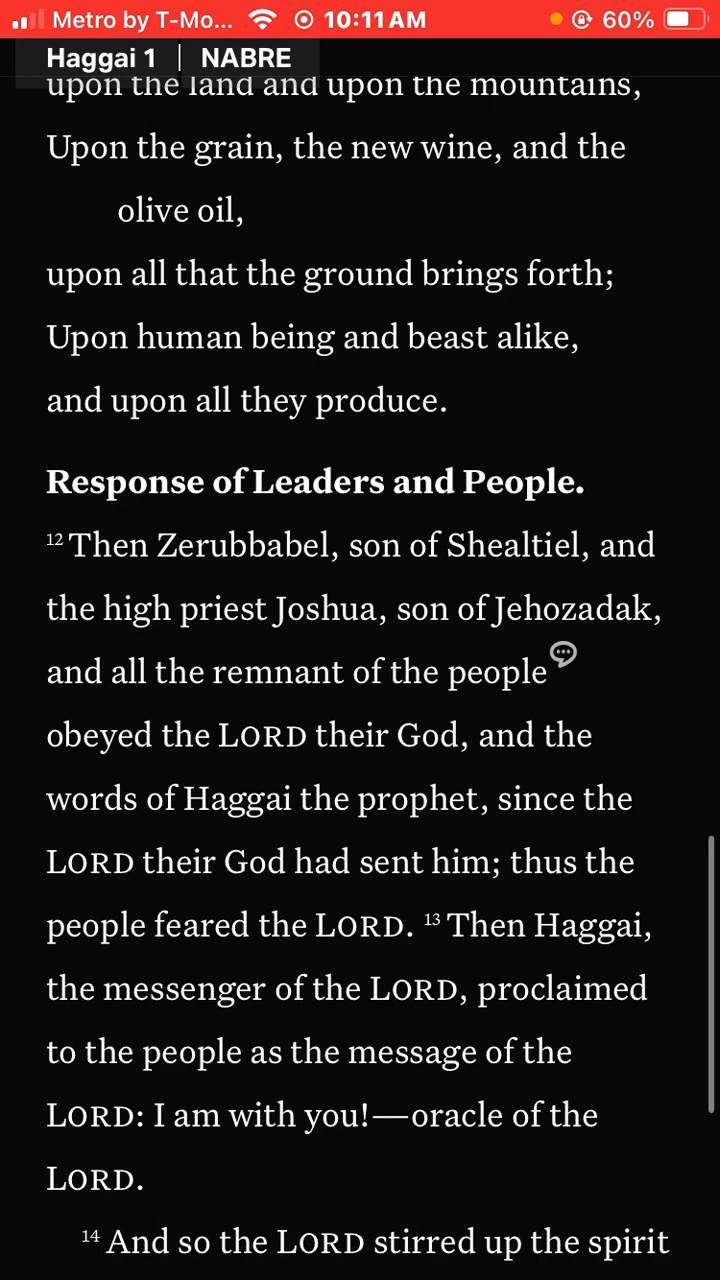 Metro by T-Mo... 10:11 AM 60%
Haggai 1 | NABRE
upon the land and upon the mountains,
Upon the grain, the new wine, and the
olive oil,
upon all that the ground brings forth;
Upon human being and beast alike,
and upon all they produce.
Response of Leaders and People.
12 Then Zerubbabel, son of Shealtiel, and
the high priest Joshua, son of Jehozadak,
and all the remnant of the people
obeyed the LORD their God, and the
words of Haggai the prophet, since the
LORD their God had sent him; thus the
people feared the LORD. 13 Then Haggai,
the messenger of the LORD, proclaimed
to the people as the message of the
LORD: I am with you!—oracle of the
LORD.
14 And so the LORD stirred up the spirit